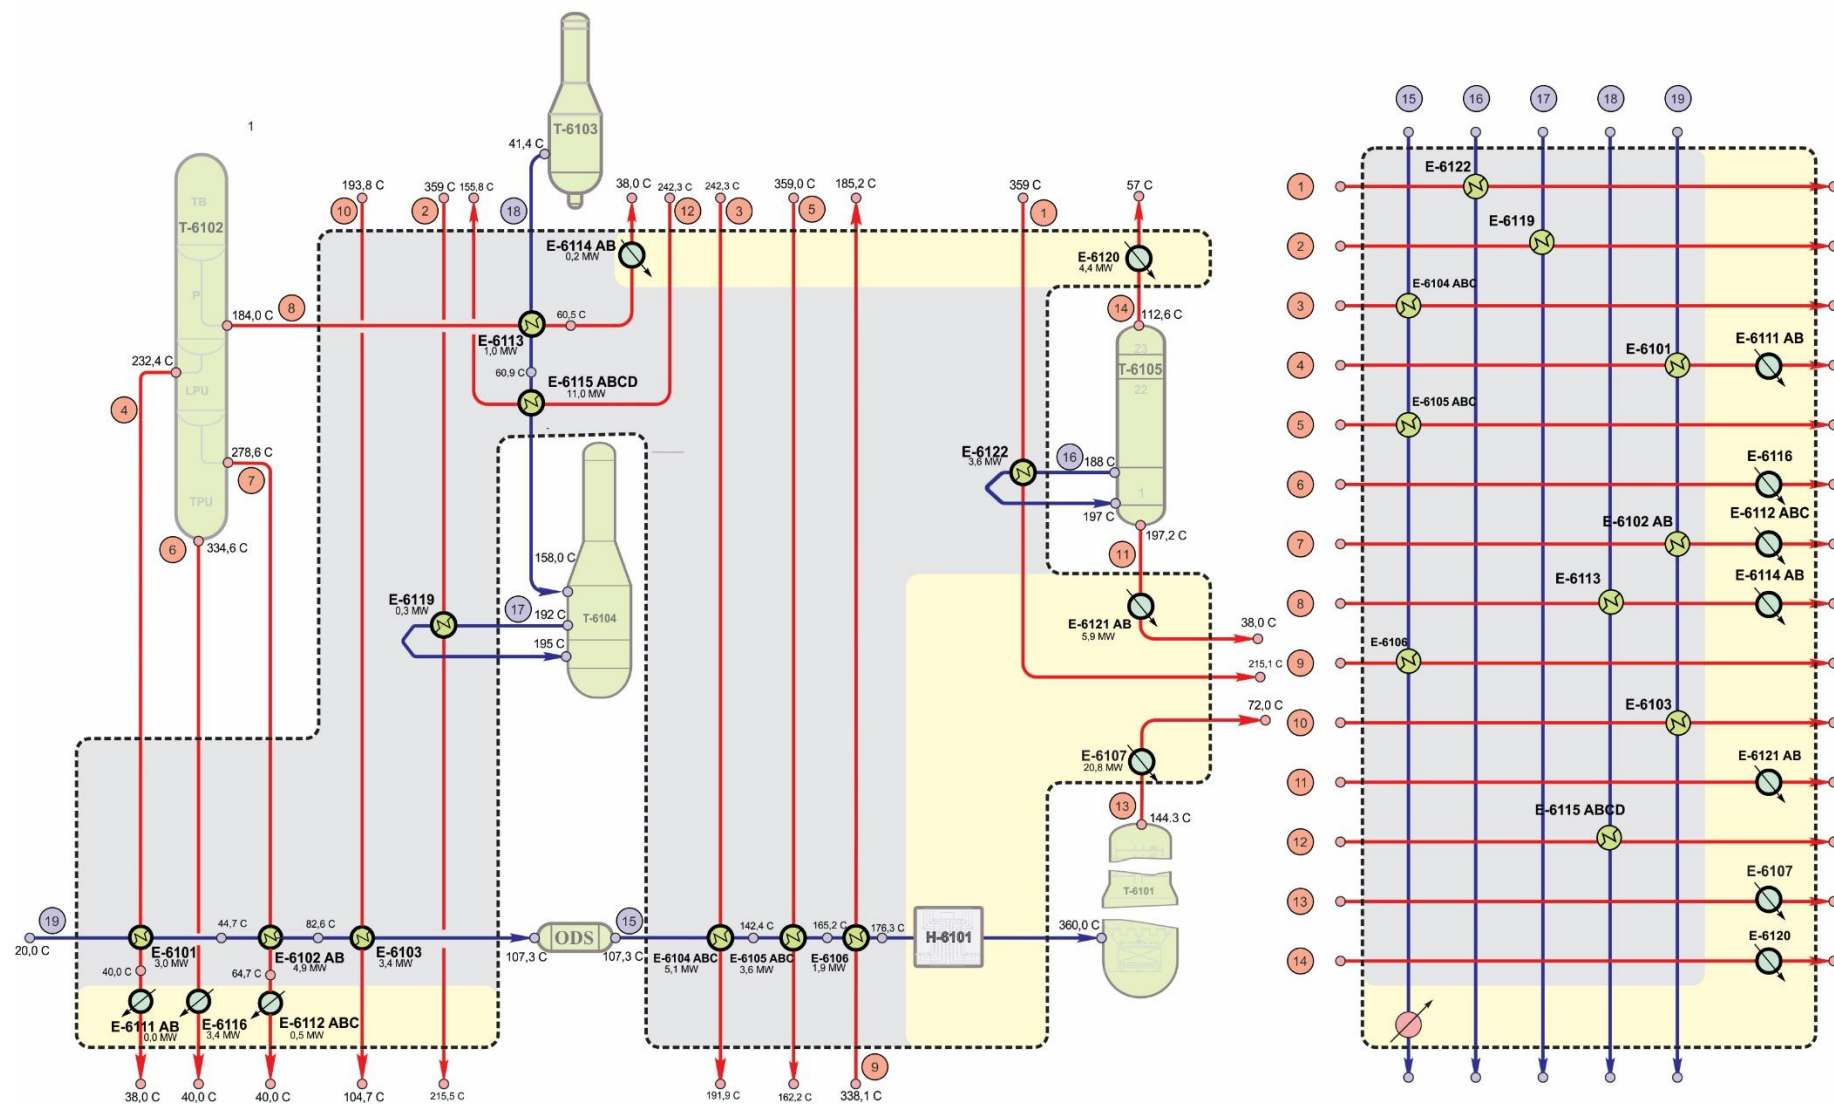 1
T-6103
41,4 C
TB
T-6102
P
LPU
TPU
184,0 C
8
232,4 C
4
278,6 C
7
6
334,6 C
193,8 C
10
359 C
2
155,8 C
18
38,0 C
242,3 C
12
242,3 C
3
359,0 C
5
185,2 C
359 C
1
57 C
E-6114 AB
0,2 MW
E-6120
4,4 MW
14
112,6 C
60,5 C
E-6113
1,0 MW
60,9 C
E-6115 ABCD
11,0 MW
23
T-6105
22
1
E-6122
3,6 MW
16
188 C
197 C
197,2 C
11
158,0 C
E-6119
0,3 MW
17
192 C
195 C
T-6104
E-6121 AB
5,9 MW
38,0 C
215,1 C
72,0 C
E-6107
20,8 MW
13
144.3 C
T-6101
360,0 C
19
20,0 C
44,7 C
82,6 C
E-6101
3,0 MW
E-6102 AB
4,9 MW
E-6103
3,4 MW
40,0 C
64,7 C
107,3 C
ODS
107,3 C
15
E-6104 ABC
5,1 MW
142,4 C
E-6105 ABC
3,6 MW
165,2 C
E-6106
1,9 MW
176,3 C
H-6101
E-6111 AB
0,0 MW
E-6116
3,4 MW
E-6112 ABC
0,5 MW
38,0 C
40,0 C
40,0 C
104,7 C
215,5 C
191,9 C
162,2 C
338,1 C
9
15
16
17
18
19
1
E-6122
2
E-6119
3
E-6104 ABC
4
E-6101
E-6111 AB
5
E-6105 ABC
6
E-6116
7
E-6102 AB
E-6112 ABC
8
E-6113
E-6114 AB
9
E-6106
10
E-6103
11
E-6121 AB
12
E-6115 ABCD
13
E-6107
14
E-6120